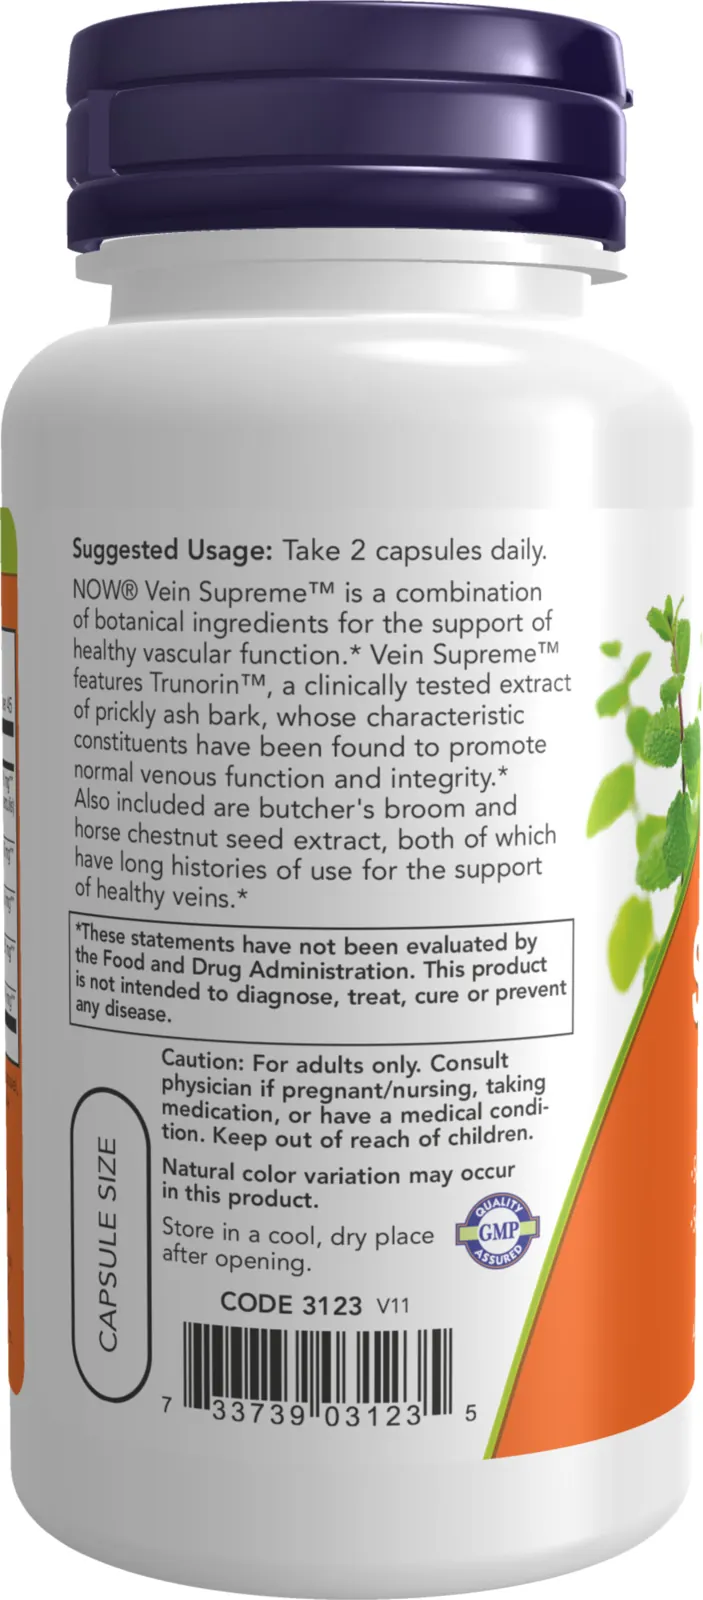 Suggested Usage: Take 2 capsules daily.
NOW® Vein Supreme™ is a combination
of botanical ingredients for the support of
healthy vascular function.* Vein Supreme™
features Trunorin™, a clinically tested extract
of prickly ash bark, whose characteristic
constituents have been found to promote
normal venous function and integrity.*
Also included are butcher's broom and
horse chestnut seed extract, both of which
have long histories of use for the support
of healthy veins.*
*These statements have not been evaluated by
the Food and Drug Administration. This product
is not intended to diagnose, treat, cure or prevent
any disease.
Caution: For adults only. Consult
physician if pregnant/nursing, taking
medication, or have a medical condi-
tion. Keep out of reach of children.
Natural color variation may occur
in this product.
Store in a cool, dry place
after opening.
QUALITY
GMP
ASSURED
CAPSULE SIZE
CODE 3123 V11
7 33739 03123 5